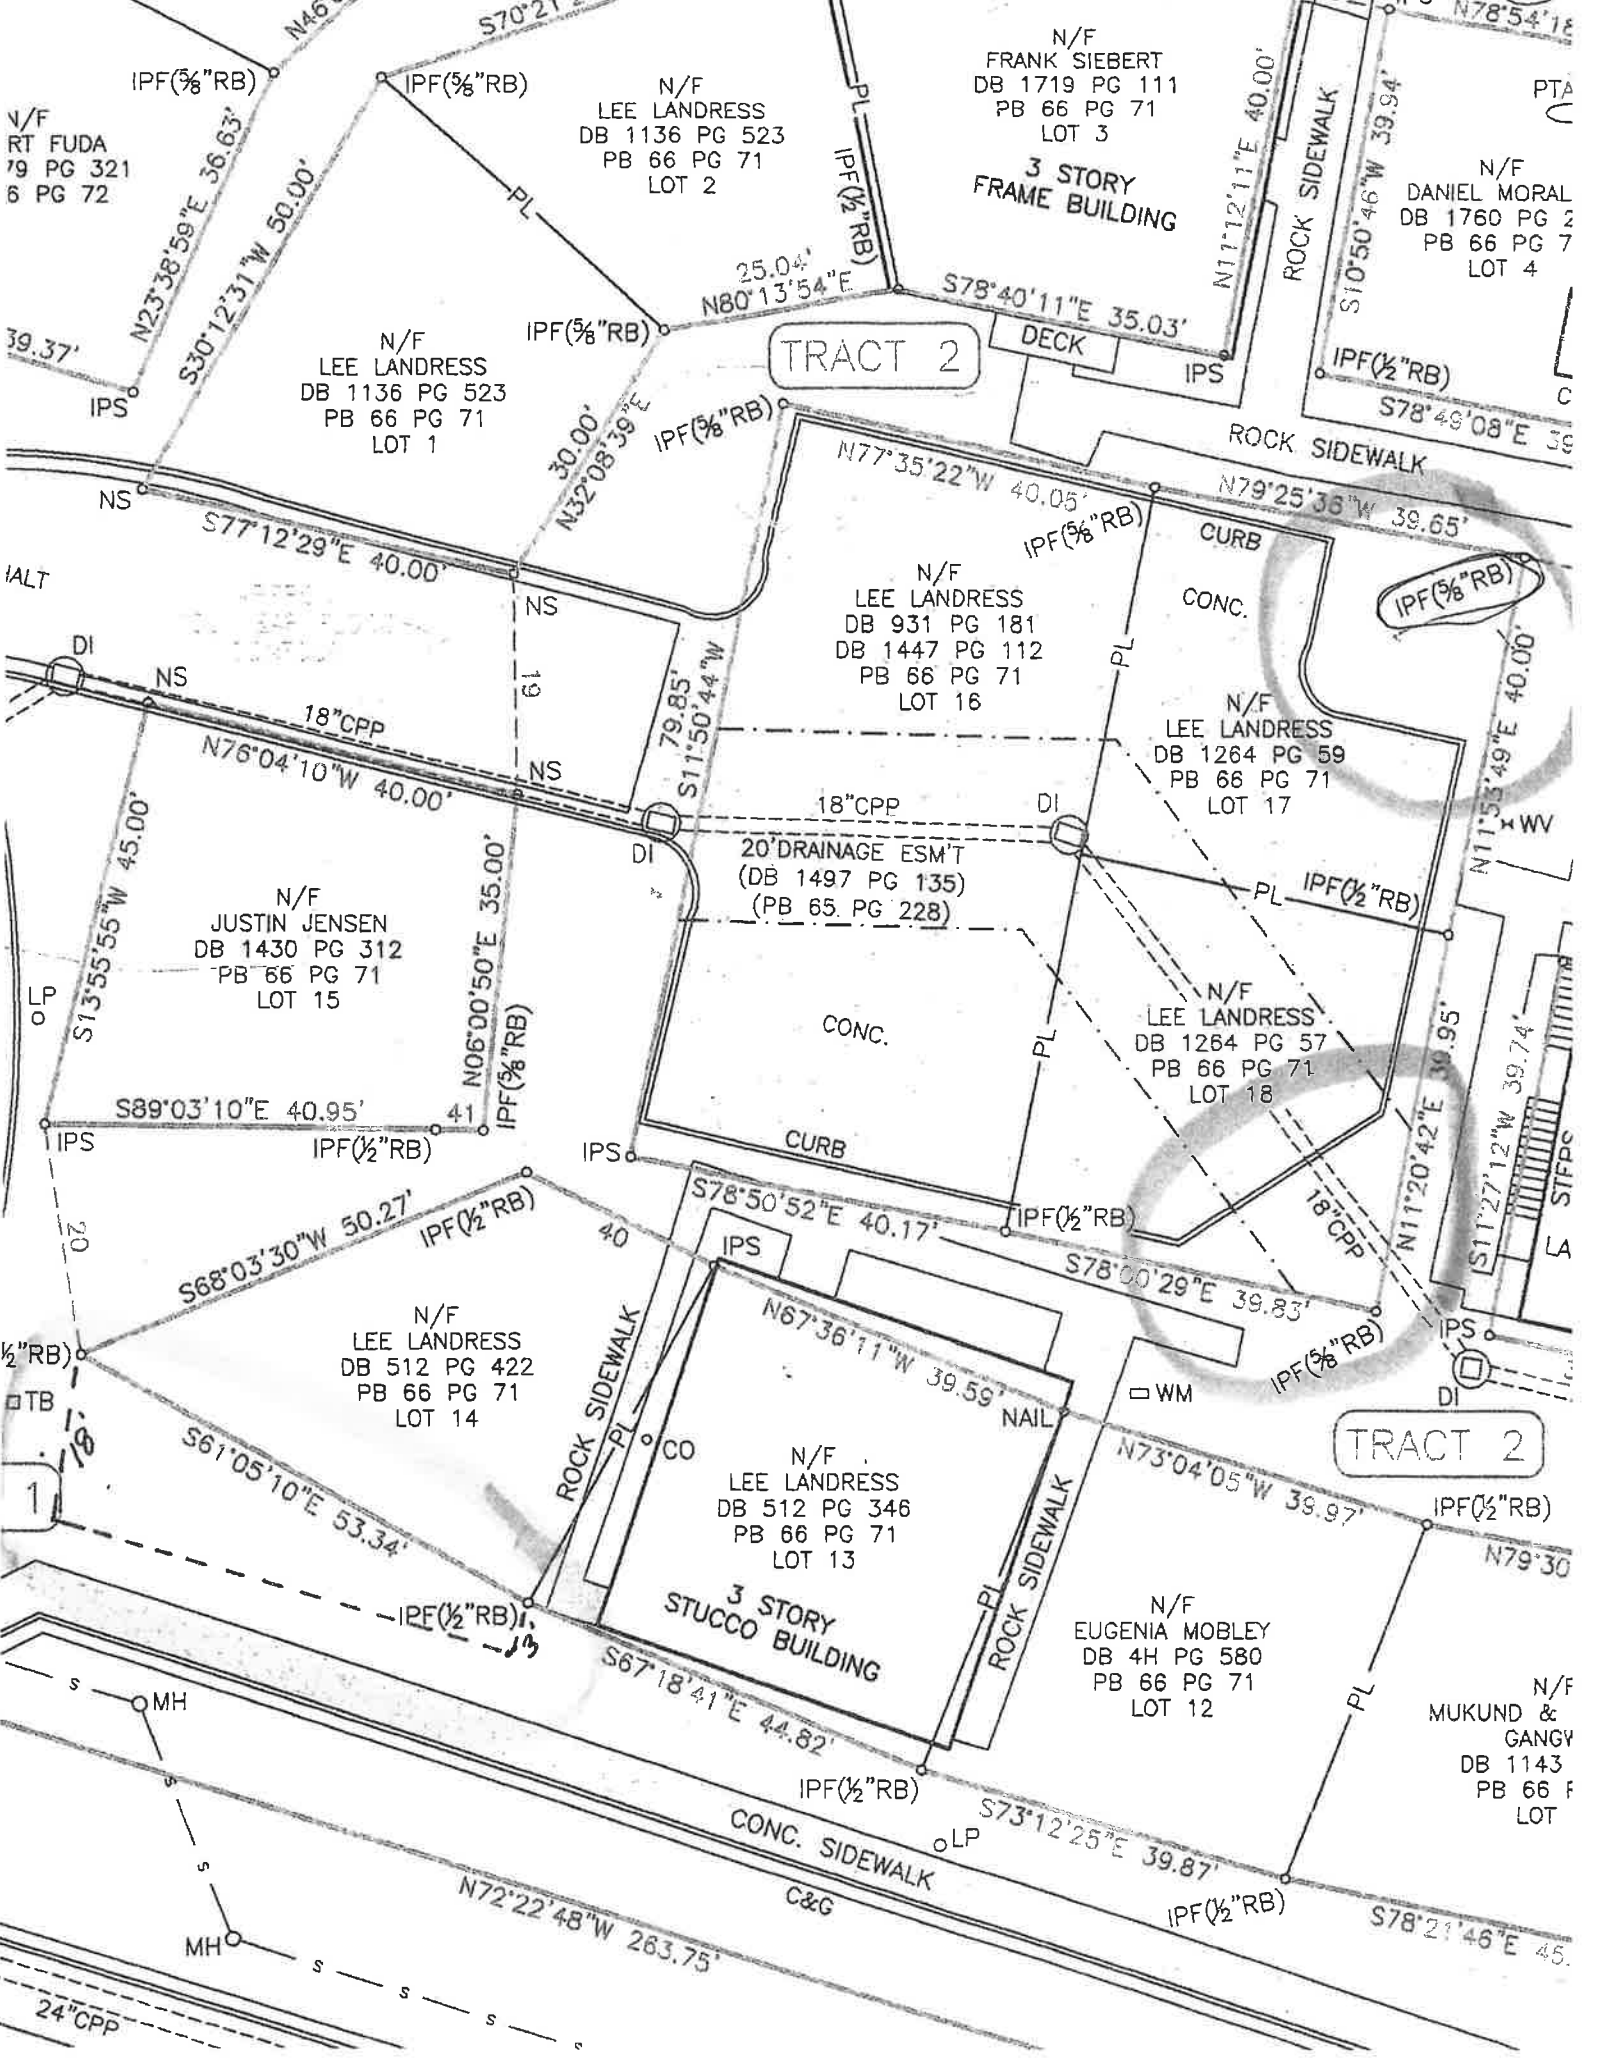 S70°21'2
N78°54'18
IPF(⅝"RB)
IPF(⅝"RB)
N/F
RT FUDA
79 PG 321
6 PG 72
N23°38'59"E 36.63'
S30°12'31"W 50.00'
PL
N/F
LEE LANDRESS
DB 1136 PG 523
PB 66 PG 71
LOT 2
PL
IPF(½"RB)
N/F
FRANK SIEBERT
DB 1719 PG 111
PB 66 PG 71
LOT 3
3 STORY
FRAME BUILDING
N11°12'11"E 40.00'
ROCK SIDEWALK
S10°50'46"W 39.94'
N/F
DANIEL MORAL
DB 1760 PG 2
PB 66 PG 7
LOT 4
39.37'
IPS
N/F
LEE LANDRESS
DB 1136 PG 523
PB 66 PG 71
LOT 1
IPF(⅝"RB)
25.04'
N80°13'54"E
S78°40'11"E 35.03'
DECK
IPS
TRACT 2
IPF(½"RB)
S78°49'08"E 39
30.00'
N32°08'39"E
IPF(⅝"RB)
ROCK SIDEWALK
N77°35'22"W 40.05'
N79°25'36"W 39.65'
NS
S77°12'29"E 40.00'
NS
IPF(⅝"RB)
CURB
CONC.
IPF(⅝"RB)
N/F
LEE LANDRESS
DB 931 PG 181
DB 1447 PG 112
PB 66 PG 71
LOT 16
PL
HALT
DI
NS
19
18"CPP
N76°04'10"W 40.00'
NS
79.85'
S11°50'44"W
N/F
LEE LANDRESS
DB 1264 PG 59
PB 66 PG 71
LOT 17
N11°53'49"E 40.00'
WV
DI
18"CPP
DI
20'DRAINAGE ESM'T
(DB 1497 PG 135)
(PB 65 PG 228)
PL
IPF(½"RB)
S13°55'55"W 45.00'
N/F
JUSTIN JENSEN
DB 1430 PG 312
PB 66 PG 71
LOT 15
N06°00'50"E 35.00'
IPF(⅝"RB)
LP
CONC.
PL
N/F
LEE LANDRESS
DB 1264 PG 57
PB 66 PG 71
LOT 18
N11°20'42"E 39.95'
S11°27'12"W 39.74'
STEPS
LA
S89°03'10"E 40.95'
41
IPS
IPF(½"RB)
IPS
CURB
20
S68°03'30"W 50.27'
IPF(½"RB)
40
IPS
S78°50'52"E 40.17'
IPF(½"RB)
S78°00'29"E 39.83'
18"CPP
IPF(⅝"RB)
IPS
DI
½"RB)
TB
18
1
N/F
LEE LANDRESS
DB 512 PG 422
PB 66 PG 71
LOT 14
ROCK SIDEWALK
PL
CO
N67°36'11"W 39.59'
NAIL
WM
TRACT 2
S61°05'10"E 53.34'
N/F
LEE LANDRESS
DB 512 PG 346
PB 66 PG 71
LOT 13
3 STORY
STUCCO BUILDING
PL
ROCK SIDEWALK
N73°04'05"W 39.97'
IPF(½"RB)
N79°30
IPF(½"RB)
13
S67°18'41"E 44.82'
N/F
EUGENIA MOBLEY
DB 4H PG 580
PB 66 PG 71
LOT 12
PL
N/F
MUKUND &
GANGW
DB 1143
PB 66 P
LOT
S
MH
S
S
MH
S
S
S
IPF(½"RB)
S73°12'25"E 39.87'
LP
CONC. SIDEWALK
C&G
IPF(½"RB)
S78°21'46"E 45.
N72°22'48"W 263.75'
24"CPP